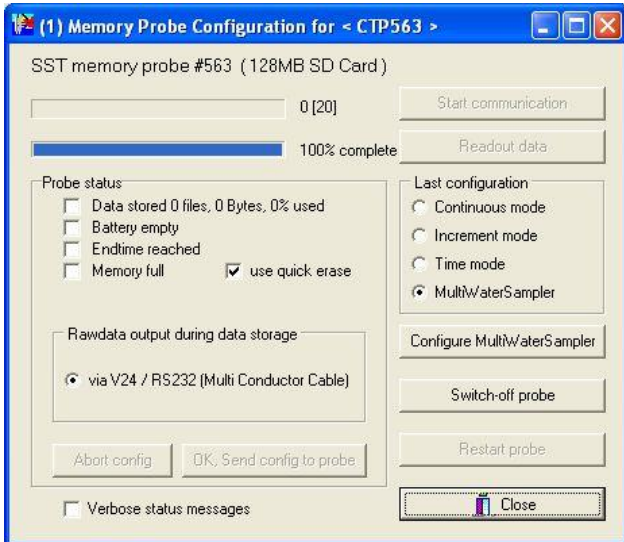 (1) Memory Probe Configuration for < CTP563 >
SST memory probe #563 (128MB SD Card)
0 [20]
Start communication
100% complete
Readout data
Probe status
Data stored 0 files, 0 Bytes, 0% used
Battery empty
Endtime reached
Memory full
use quick erase
Last configuration
Continuous mode
Increment mode
Time mode
MultiWaterSampler
Rawdata output during data storage
via V24 / RS232 (Multi Conductor Cable)
Configure MultiWaterSampler
Switch-off probe
Abort config
OK, Send config to probe
Restart probe
Verbose status messages
Close